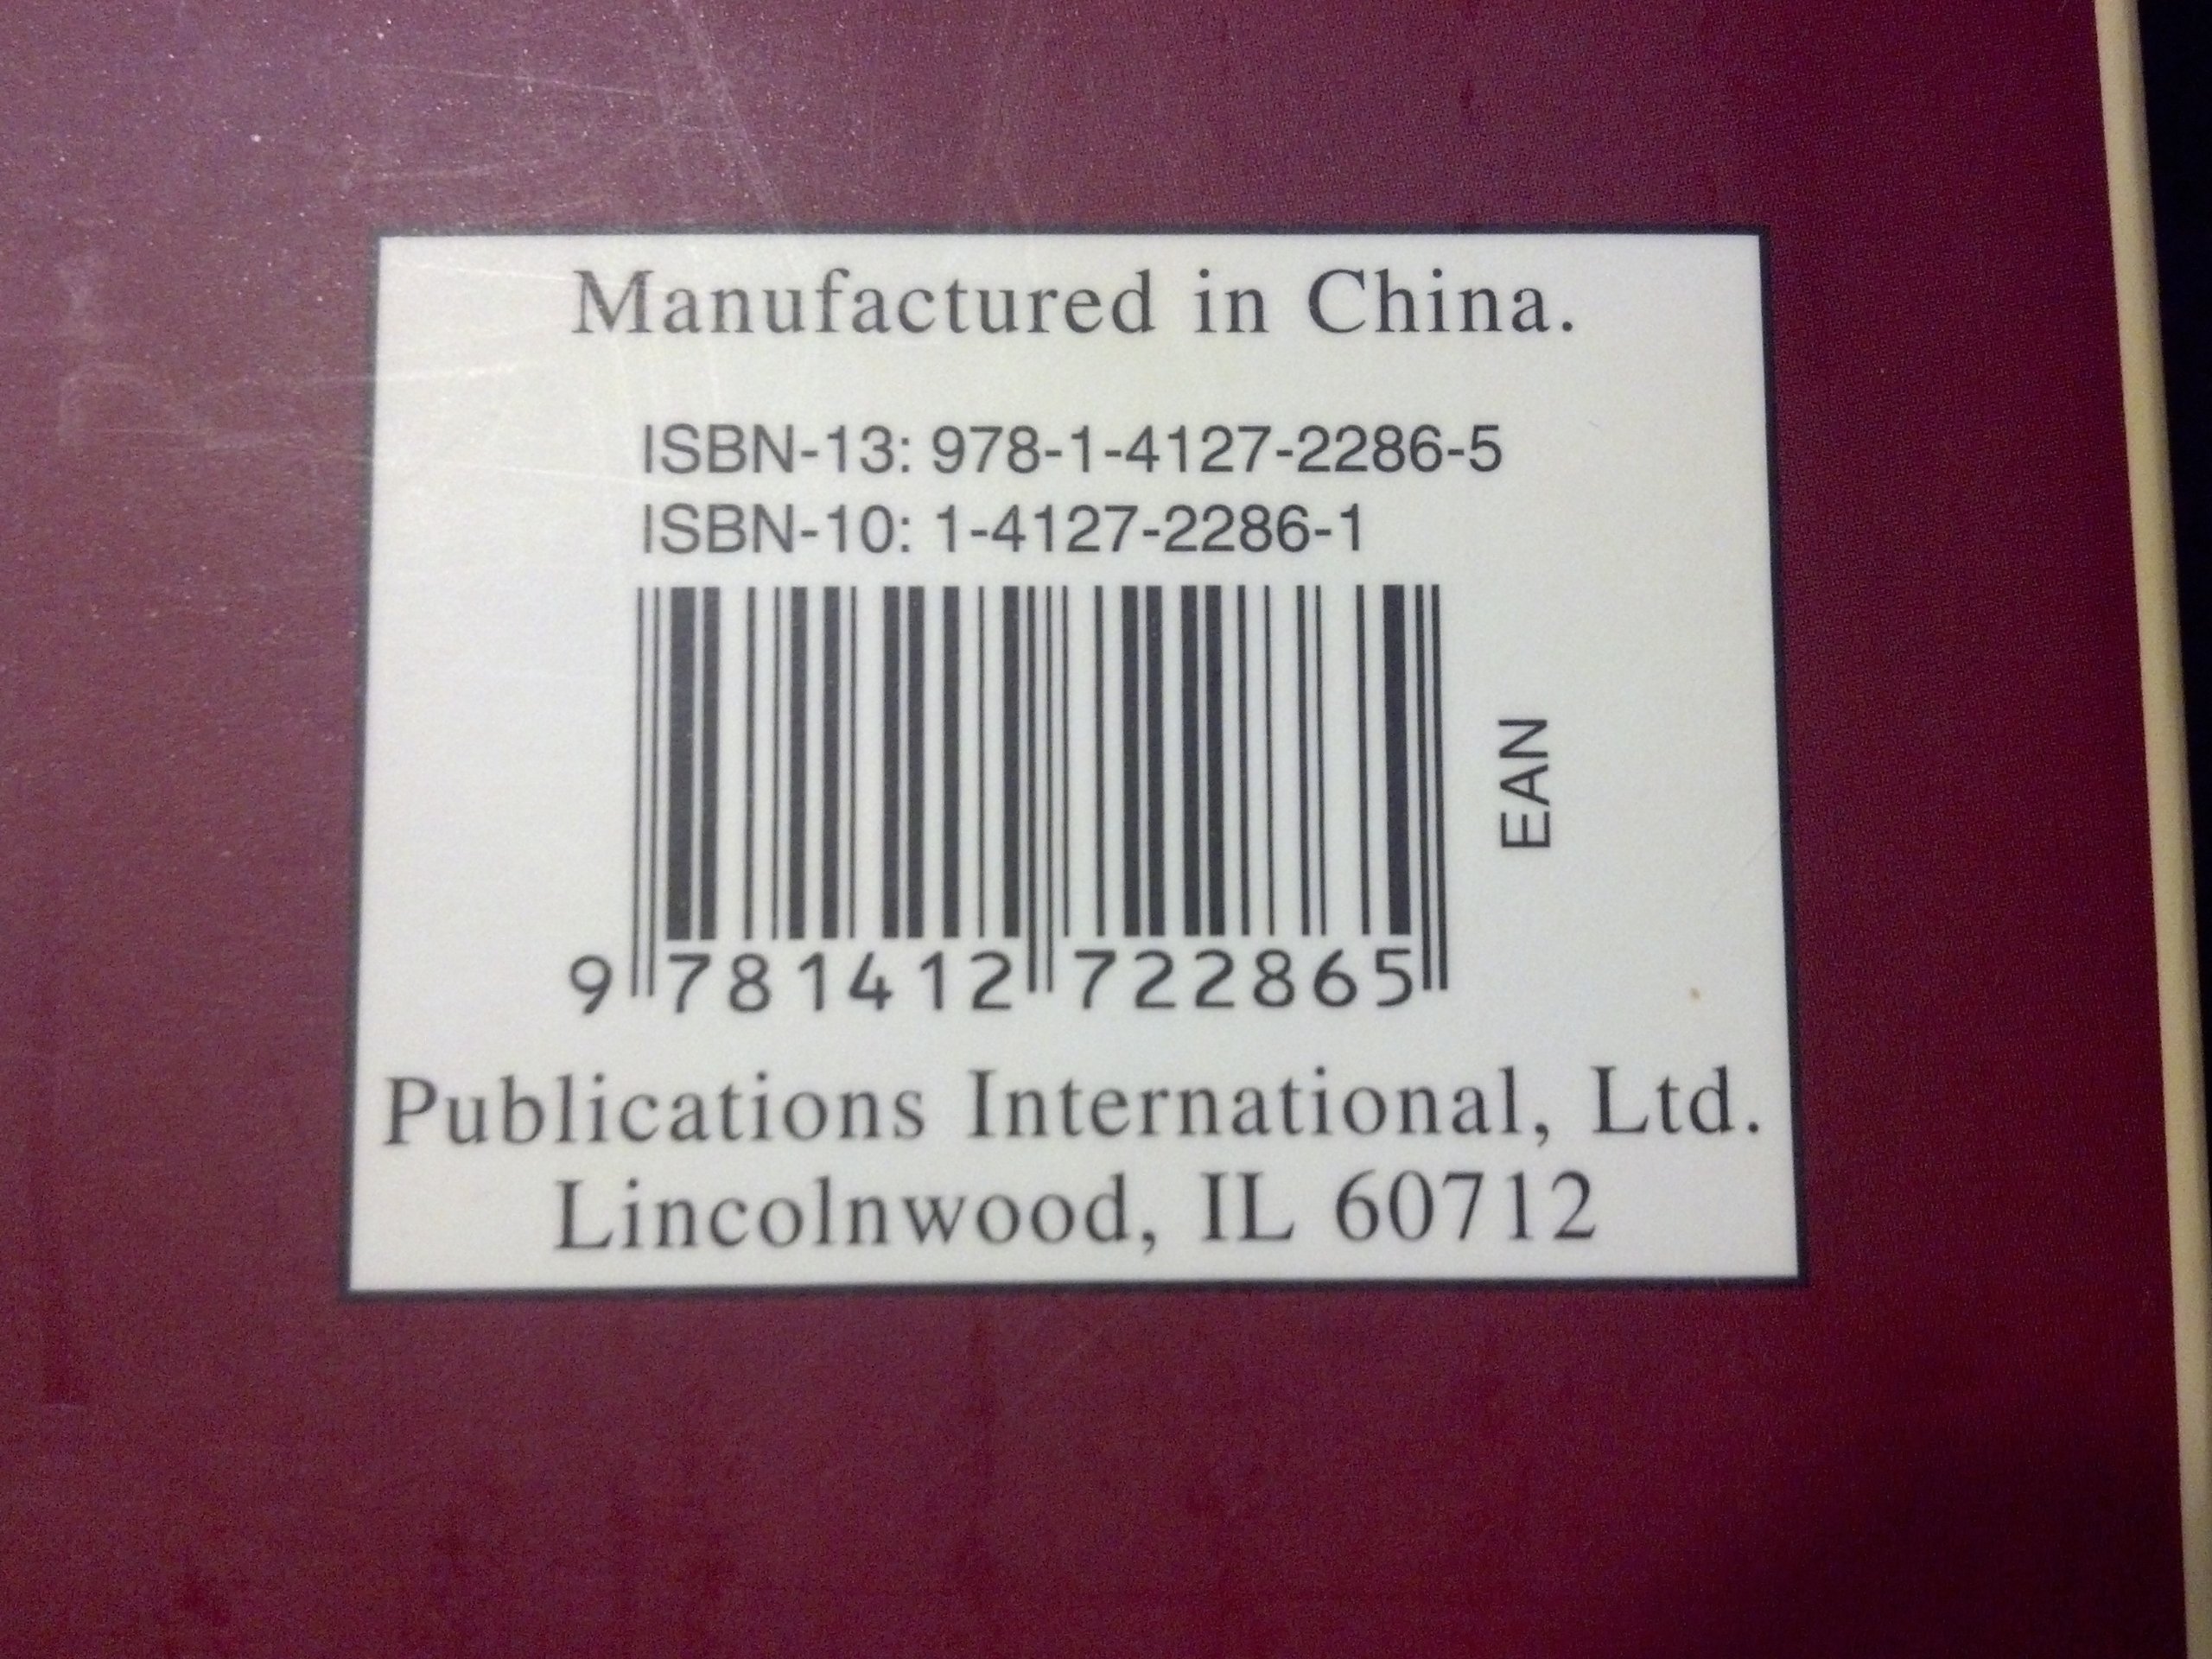 Manufactured in China.
ISBN-13: 978-1-4127-2286-5
ISBN-10: 1-4127-2286-1
EAN
9 781412 722865
Publications International, Ltd.
Lincolnwood, IL 60712